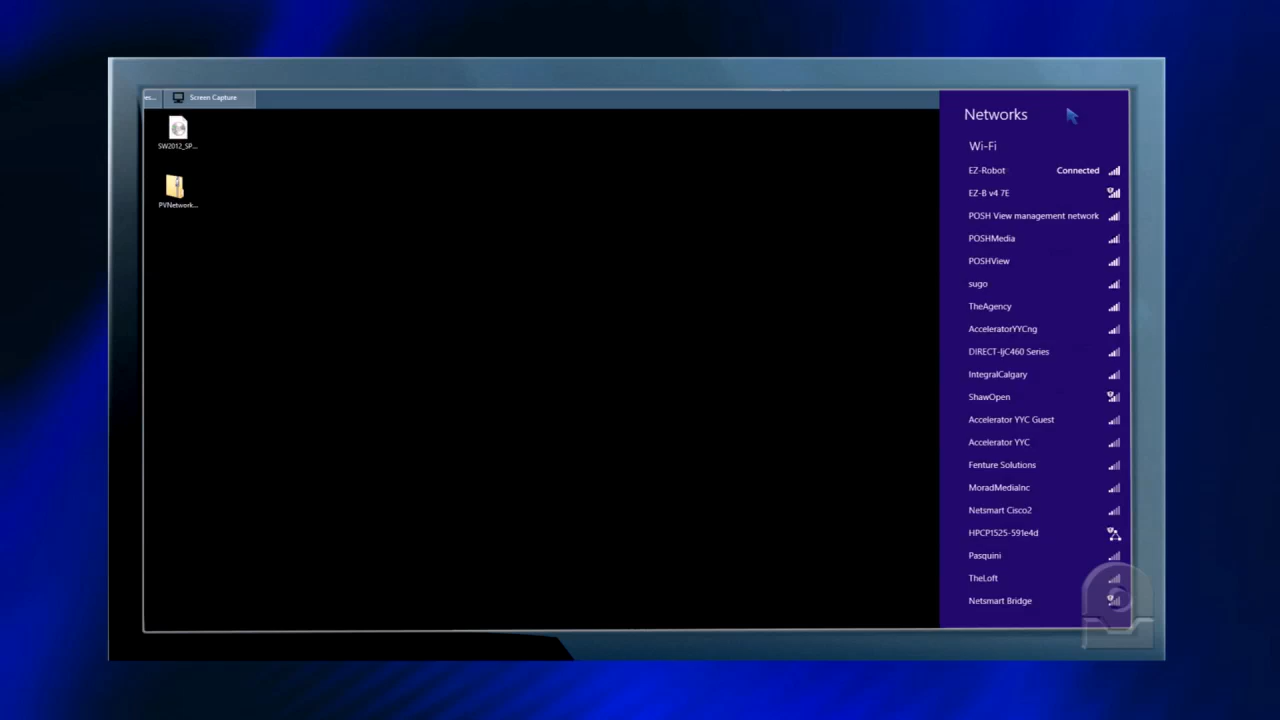 es...
Screen Capture
SW2012_SP...
PVNetwork...
Networks
Wi-Fi
EZ-Robot Connected
EZ-B v4 7E
POSH View management network
POSHMedia
POSHView
sugo
TheAgency
AcceleratorYYCng
DIRECT-ljC460 Series
IntegralCalgary
ShawOpen
Accelerator YYC Guest
Accelerator YYC
Fenture Solutions
MoradMediaInc
Netsmart Cisco2
HPCP1525-591e4d
Pasquini
TheLoft
Netsmart Bridge